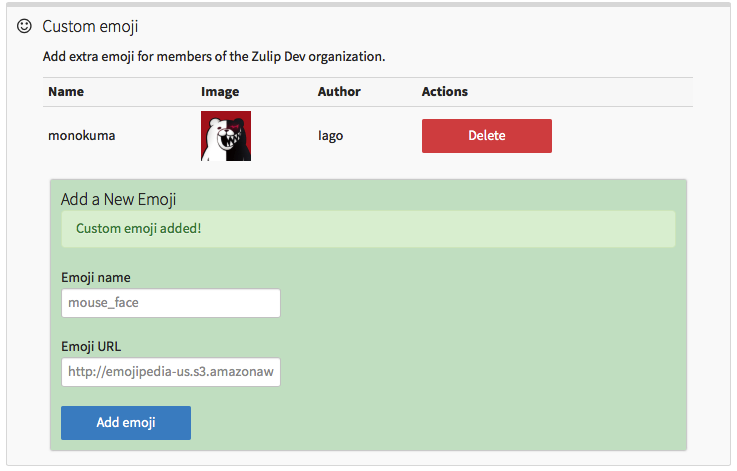 Custom emoji
Add extra emoji for members of the Zulip Dev organization.
Name Image Author Actions
monokuma Iago Delete
Add a New Emoji
Custom emoji added!
Emoji name
mouse_face
Emoji URL
http://emojipedia-us.s3.amazonaw
Add emoji